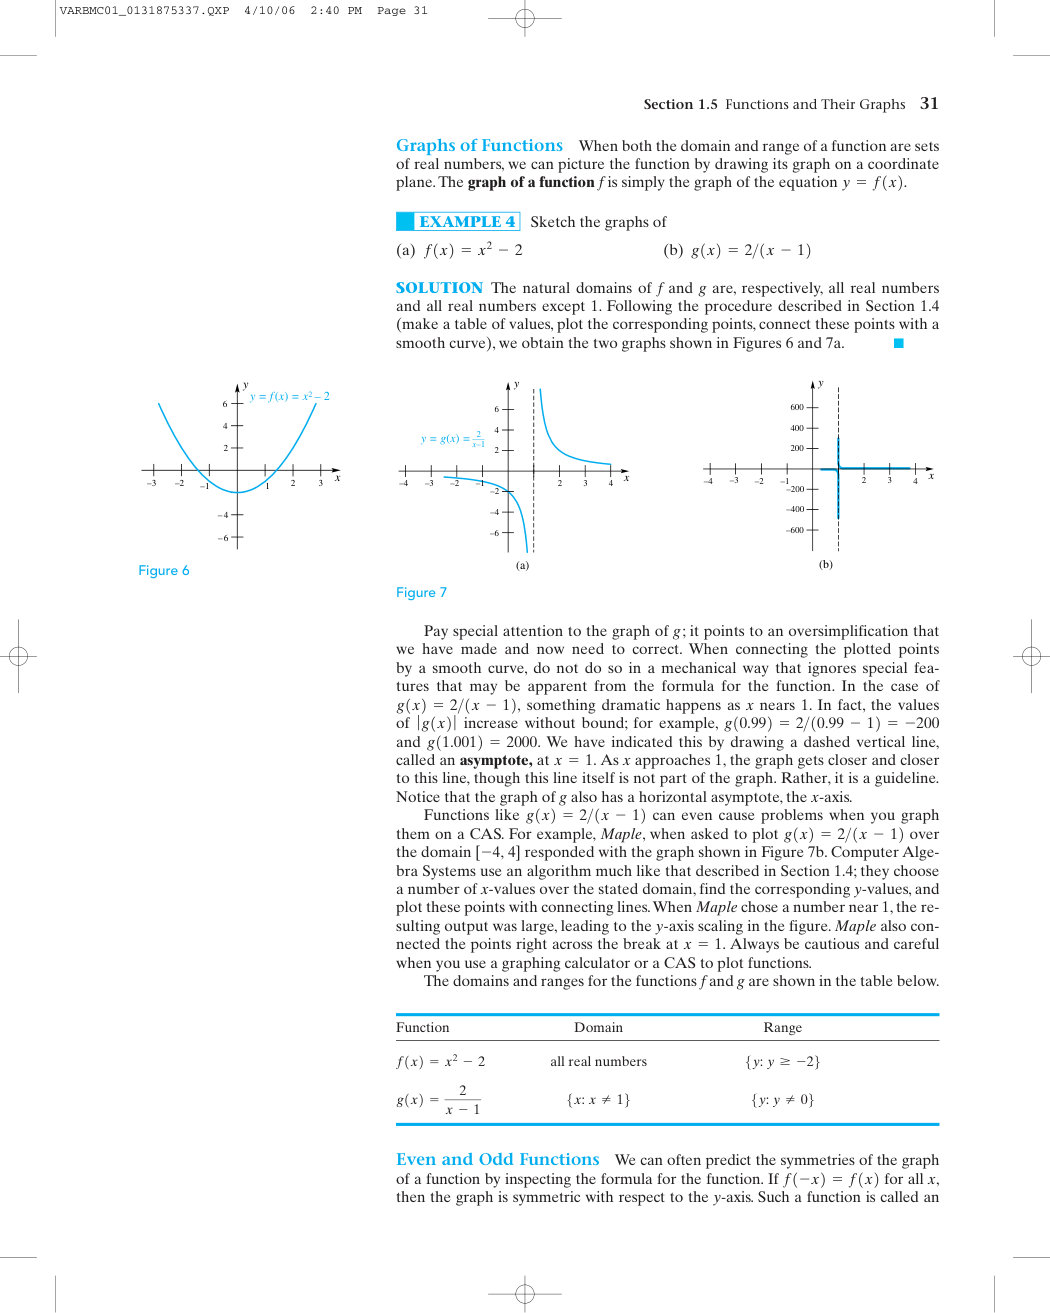 VARBMC01_0131875337.QXP 4/10/06 2:40 PM Page 31
Section 1.5 Functions and Their Graphs 31
Graphs of Functions When both the domain and range of a function are sets
of real numbers, we can picture the function by drawing its graph on a coordinate
plane. The graph of a function f is simply the graph of the equation y = f(x).
EXAMPLE 4 Sketch the graphs of
(a) f(x) = x² − 2 (b) g(x) = 2/(x − 1)
SOLUTION The natural domains of f and g are, respectively, all real numbers
and all real numbers except 1. Following the procedure described in Section 1.4
(make a table of values, plot the corresponding points, connect these points with a
smooth curve), we obtain the two graphs shown in Figures 6 and 7a.
y
y = f(x) = x² – 2
6
4
2
–3 –2 –1 1 2 3 x
–4
–6
Figure 6
y
6
4
2
y = g(x) = 2/x–1
–4 –3 –2 –1 2 3 4 x
–2
–4
–6
(a)
y
600
400
200
–4 –3 –2 –1 2 3 4 x
–200
–400
–600
(b)
Figure 7
Pay special attention to the graph of g; it points to an oversimplification that
we have made and now need to correct. When connecting the plotted points
by a smooth curve, do not do so in a mechanical way that ignores special fea-
tures that may be apparent from the formula for the function. In the case of
g(x) = 2/(x − 1), something dramatic happens as x nears 1. In fact, the values
of |g(x)| increase without bound; for example, g(0.99) = 2/(0.99 − 1) = −200
and g(1.001) = 2000. We have indicated this by drawing a dashed vertical line,
called an asymptote, at x = 1. As x approaches 1, the graph gets closer and closer
to this line, though this line itself is not part of the graph. Rather, it is a guideline.
Notice that the graph of g also has a horizontal asymptote, the x-axis.
Functions like g(x) = 2/(x − 1) can even cause problems when you graph
them on a CAS. For example, Maple, when asked to plot g(x) = 2/(x − 1) over
the domain [−4, 4] responded with the graph shown in Figure 7b. Computer Alge-
bra Systems use an algorithm much like that described in Section 1.4; they choose
a number of x-values over the stated domain, find the corresponding y-values, and
plot these points with connecting lines. When Maple chose a number near 1, the re-
sulting output was large, leading to the y-axis scaling in the figure. Maple also con-
nected the points right across the break at x = 1. Always be cautious and careful
when you use a graphing calculator or a CAS to plot functions.
The domains and ranges for the functions f and g are shown in the table below.
Function Domain Range
f(x) = x² − 2 all real numbers {y: y ≥ −2}
g(x) = 2/x − 1 {x: x ≠ 1} {y: y ≠ 0}
Even and Odd Functions We can often predict the symmetries of the graph
of a function by inspecting the formula for the function. If f(−x) = f(x) for all x,
then the graph is symmetric with respect to the y-axis. Such a function is called an